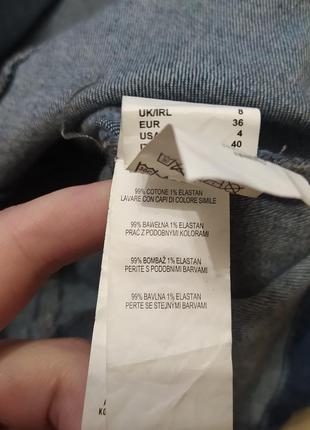 UK/IRL 8
EUR 36
USA 4
40
99% COTONE 1% ELASTAN
LAVARE CON CAPI DI COLORE SIMILE
99% BAWEŁNA 1% ELASTAN
PRAĆ Z PODOBNYMI KOLORAMI
99% BOMBAŽ 1% ELASTAN
PERITE S PODOBNIMI BARVAMI
99% BAVLNA 1% ELASTAN
PERTE SE STEJNÝMI BARVAMI